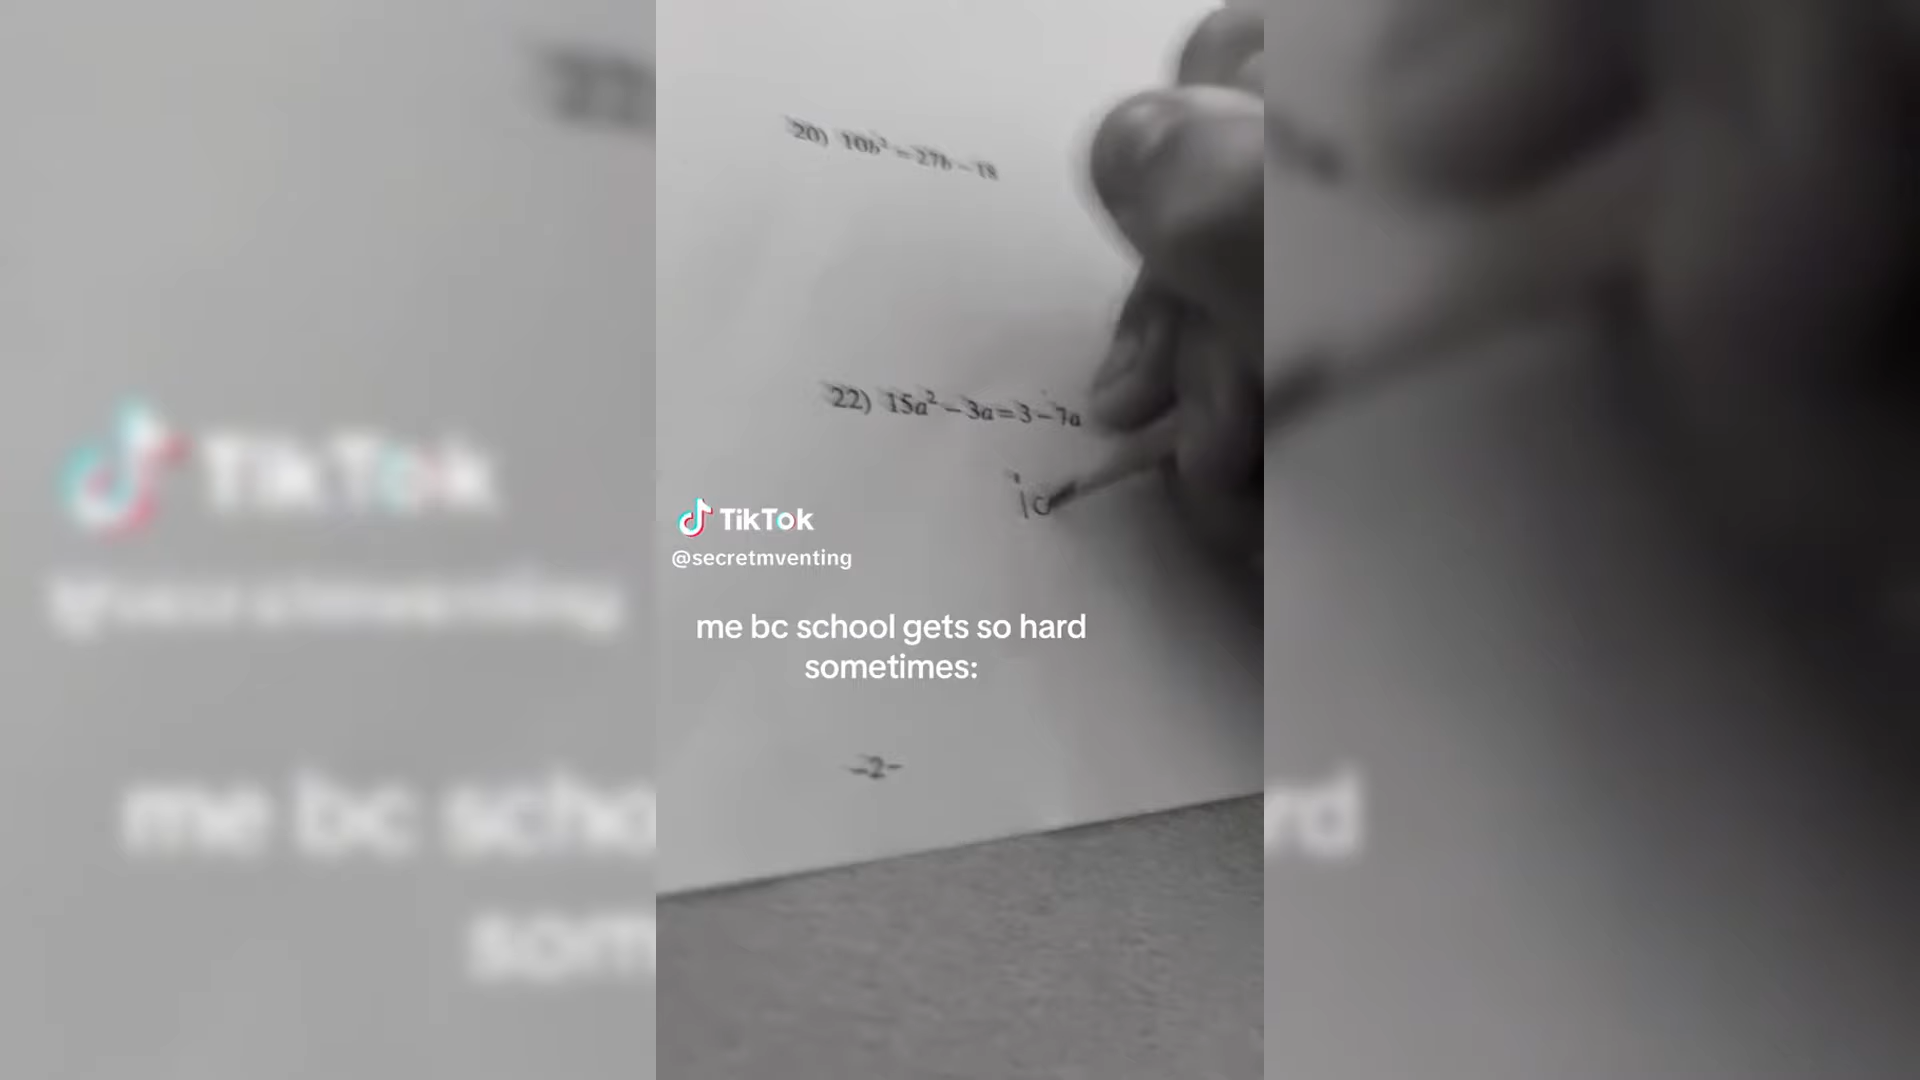 20) 10b² – 27b – 18
22) 15a² – 3a = 3 – 7a
TikTok
@secretmventing
me bc school gets so hard
sometimes:
–2–